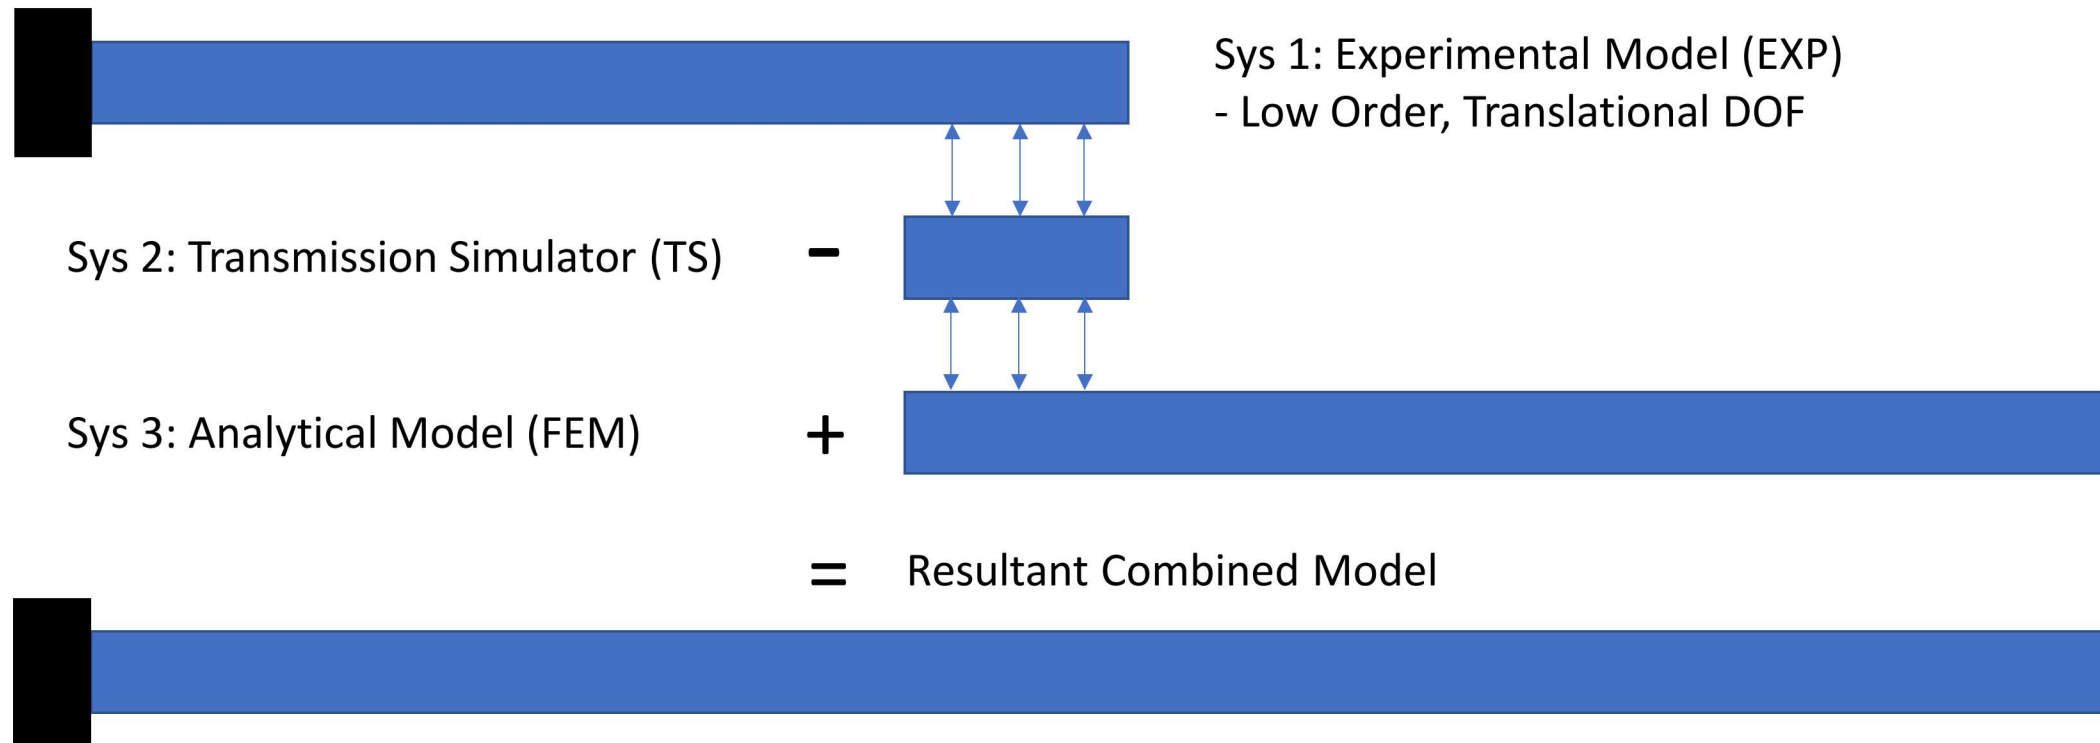 Sys 1: Experimental Model (EXP)
- Low Order, Translational DOF
Sys 2: Transmission Simulator (TS) -
Sys 3: Analytical Model (FEM) +
= Resultant Combined Model